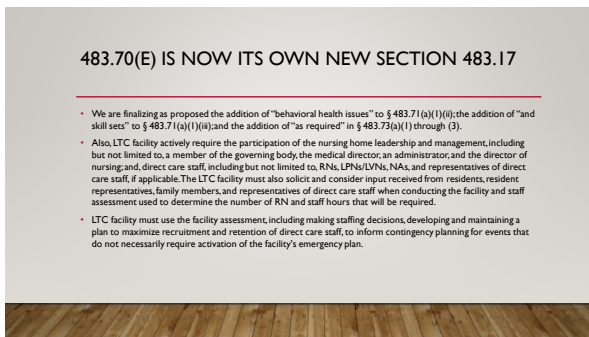 483.70(E) IS NOW ITS OWN NEW SECTION 483.17
• We are finalizing as proposed the addition of "behavioral health issues" to § 483.71(a)(1)(ii); the addition of "and
skill sets" to § 483.71(a)(1)(iii); and the addition of "as required" in § 483.73(a)(1) through (3).
• Also, LTC facility actively require the participation of the nursing home leadership and management, including
but not limited to, a member of the governing body, the medical director, an administrator, and the director of
nursing; and, direct care staff, including but not limited to, RNs, LPNs/LVNs, NAs, and representatives of direct
care staff, if applicable. The LTC facility must also solicit and consider input received from residents, resident
representatives, family members, and representatives of direct care staff when conducting the facility and staff
assessment used to determine the number of RN and staff hours that will be required.
• LTC facility must use the facility assessment, including making staffing decisions, developing and maintaining a
plan to maximize recruitment and retention of direct care staff, to inform contingency planning for events that
do not necessarily require activation of the facility's emergency plan.